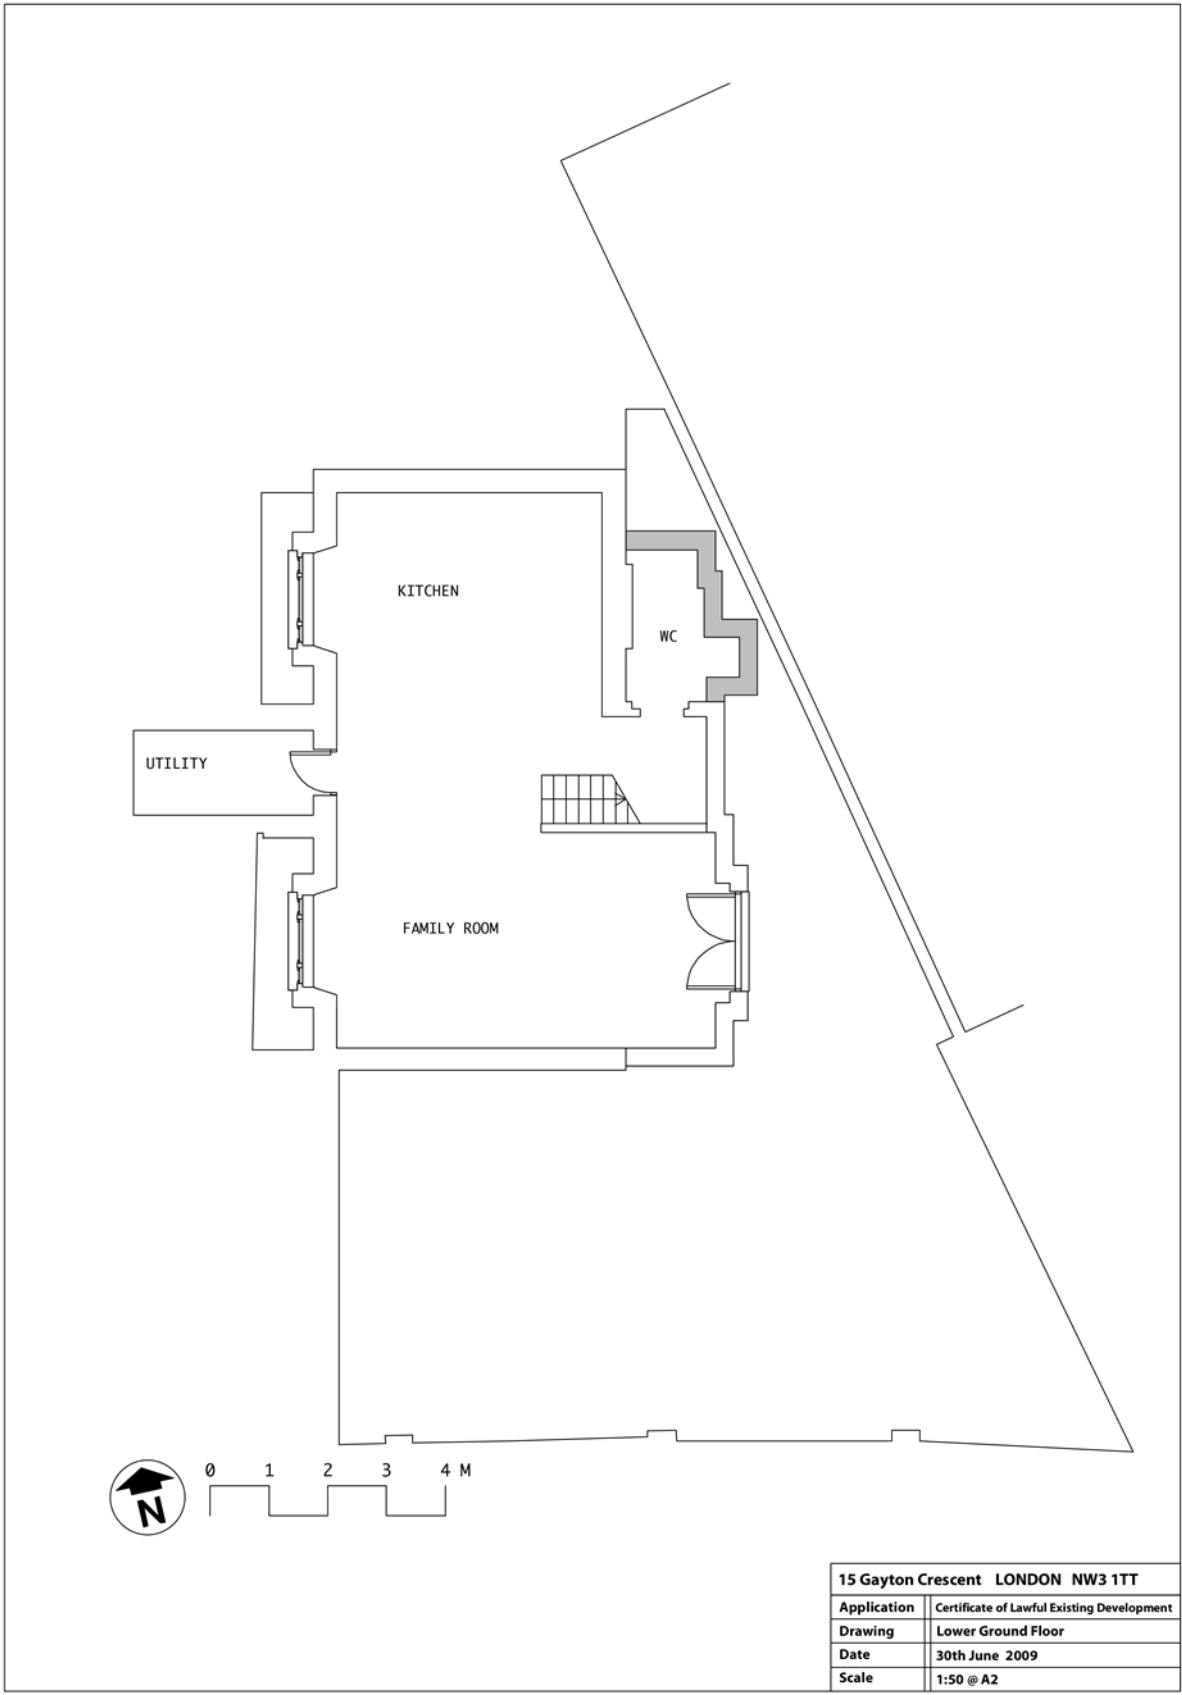 KITCHEN
WC
UTILITY
FAMILY ROOM
0 1 2 3 4 M
N
15 Gayton Crescent LONDON NW3 1TT
Application Certificate of Lawful Existing Development
Drawing Lower Ground Floor
Date 30th June 2009
Scale 1:50 @ A2